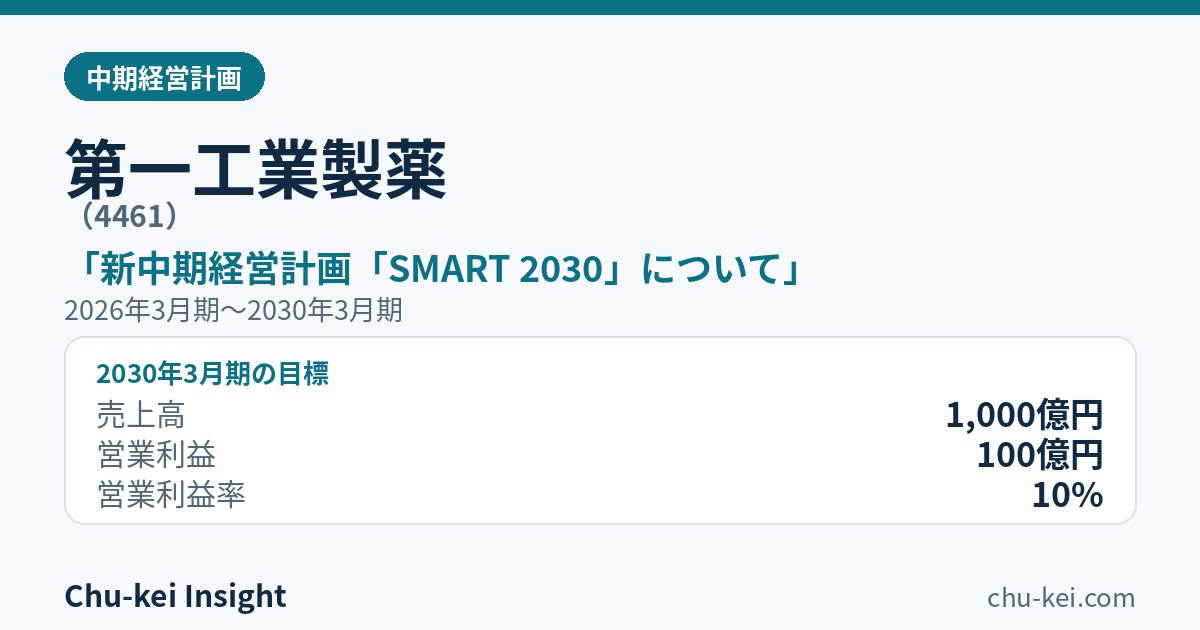 中期経営計画
第一工業製薬
（4461）
「新中期経営計画「SMART 2030」について」
2026年3月期～2030年3月期
2030年3月期の目標
売上高 1,000億円
営業利益 100億円
営業利益率 10%
Chu-kei Insight chu-kei.com